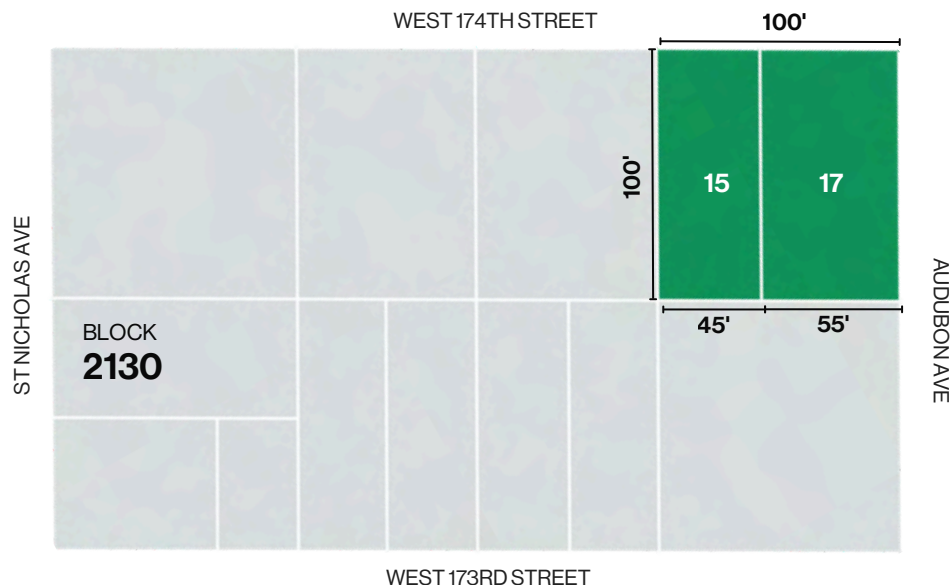 WEST 174TH STREET
100'
100'
15
17
ST NICHOLAS AVE
AUDUBON AVE
BLOCK
2130
45'
55'
WEST 173RD STREET